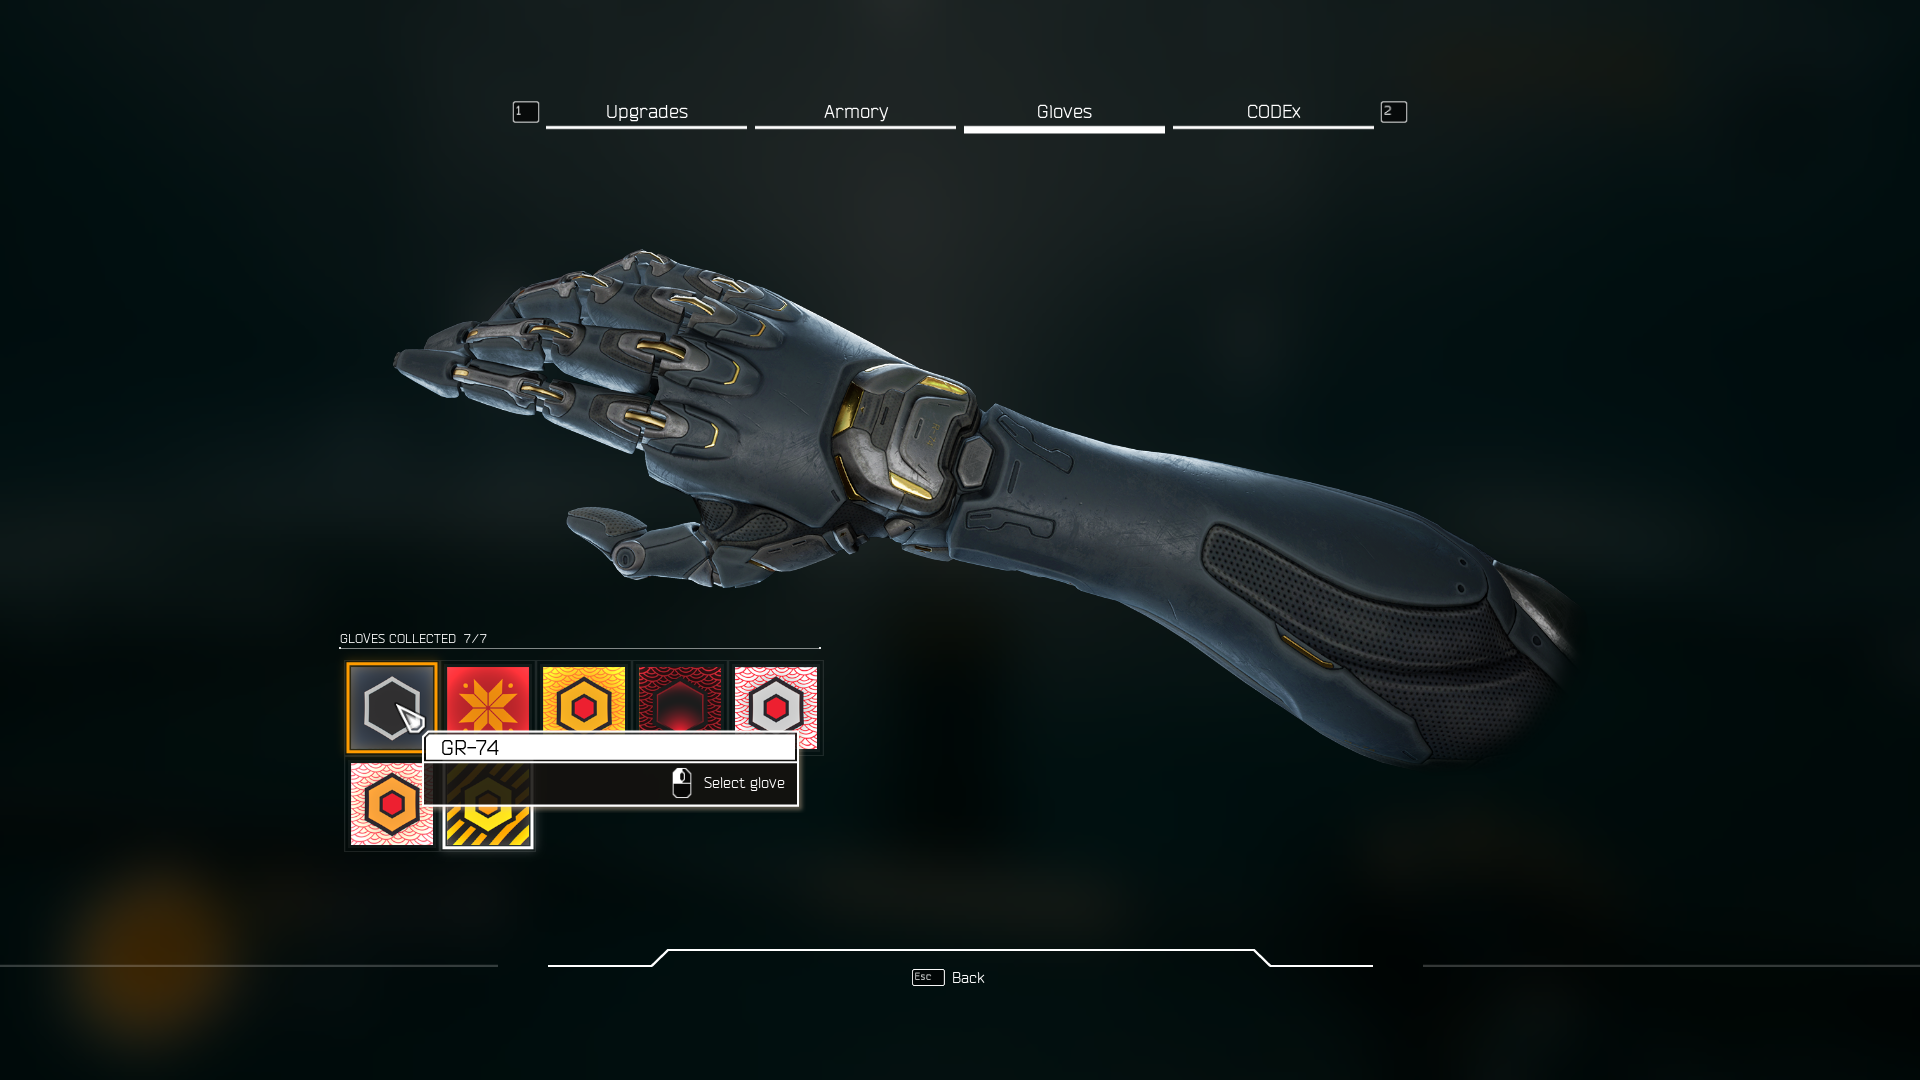 1
Upgrades
Armory
Gloves
CODEx
2
GLOVES COLLECTED 7/7
GR-74
Select glove
Esc
Back